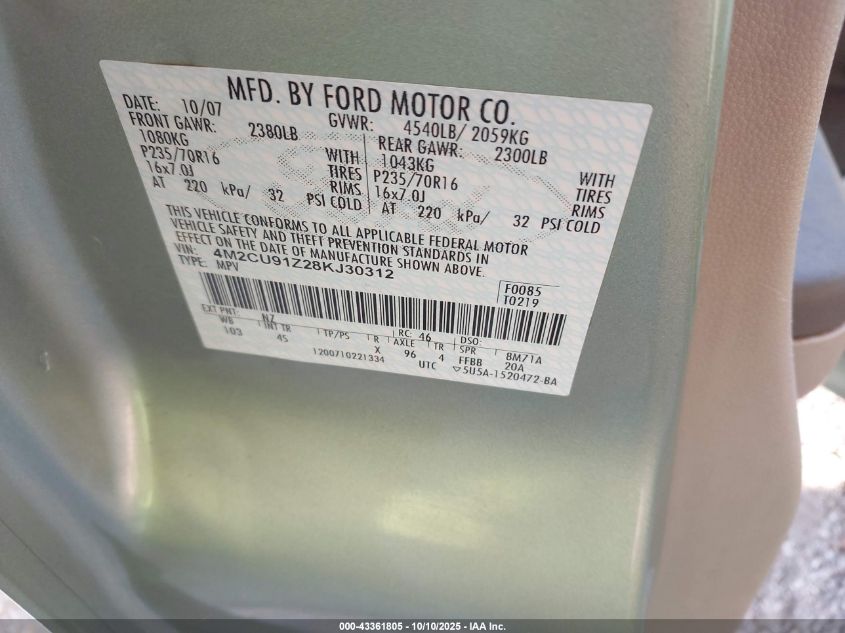 MFD. BY FORD MOTOR CO.
DATE: 10/07 GVWR: 4540LB/ 2059KG
FRONT GAWR: 2380LB REAR GAWR: 2300LB
1080KG WITH 1043KG WITH
P235/70R16 TIRES P235/70R16 TIRES
16x7.0J RIMS 16x7.0J RIMS
AT 220 kPa/ 32 PSI COLD AT 220 kPa/ 32 PSI COLD
THIS VEHICLE CONFORMS TO ALL APPLICABLE FEDERAL MOTOR
VEHICLE SAFETY AND THEFT PREVENTION STANDARDS IN
EFFECT ON THE DATE OF MANUFACTURE SHOWN ABOVE.
VIN: 4M2CU91Z28KJ30312
TYPE: MPV
F0085
T0219
EXT PNT: NZ RC: 46 DSO:
WB INT TR TP/PS R AXLE TR SPR 8M71A
103 45 X 96 4 FFBB 20A
1200710221334 UTC ▽5U5A-1520472-BA
000-43361805 - 10/10/2025 - IAA Inc.